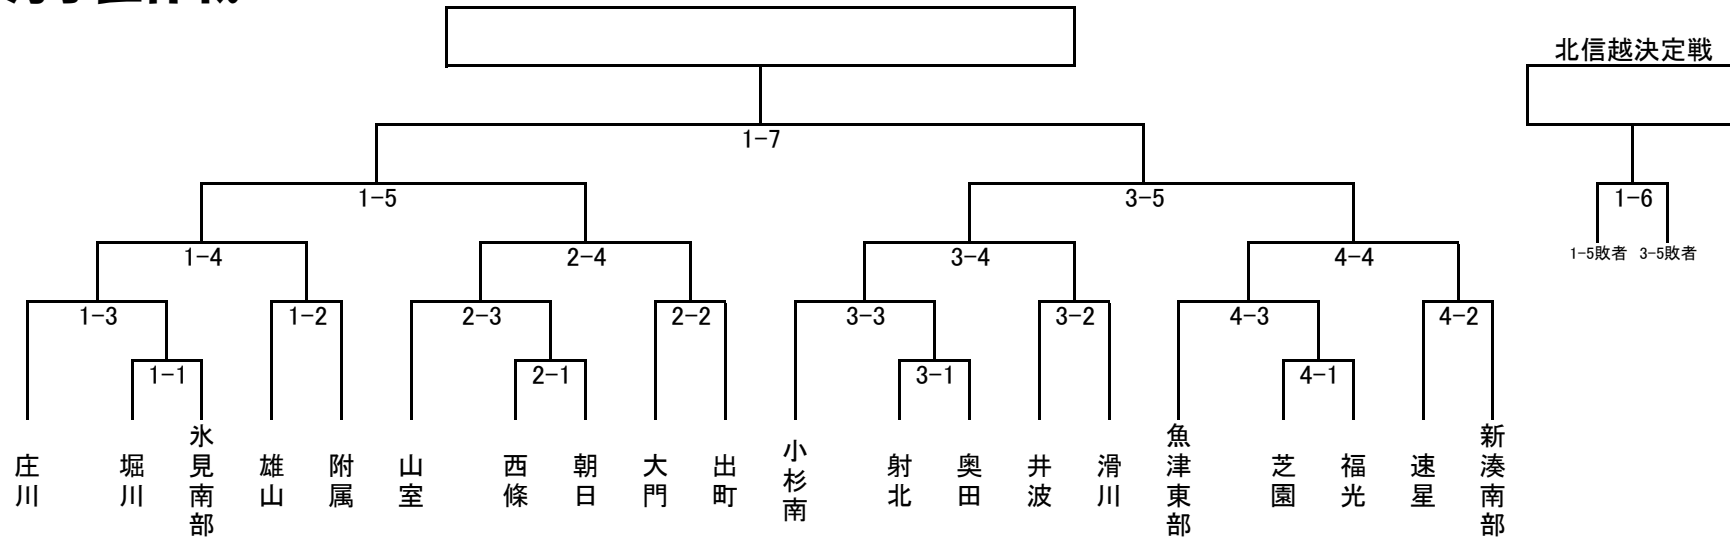 北信越決定戦
1-7
1-5
3-5
1-6
1-4
2-4
3-4
4-4
1-5敗者 3-5敗者
1-3
1-2
2-3
2-2
3-3
3-2
4-3
4-2
1-1
2-1
3-1
4-1
庄川
堀川
氷見南部
雄山
附属
山室
西條
朝日
大門
出町
小杉南
射北
奥田
井波
滑川
魚津東部
芝園
福光
速星
新湊南部